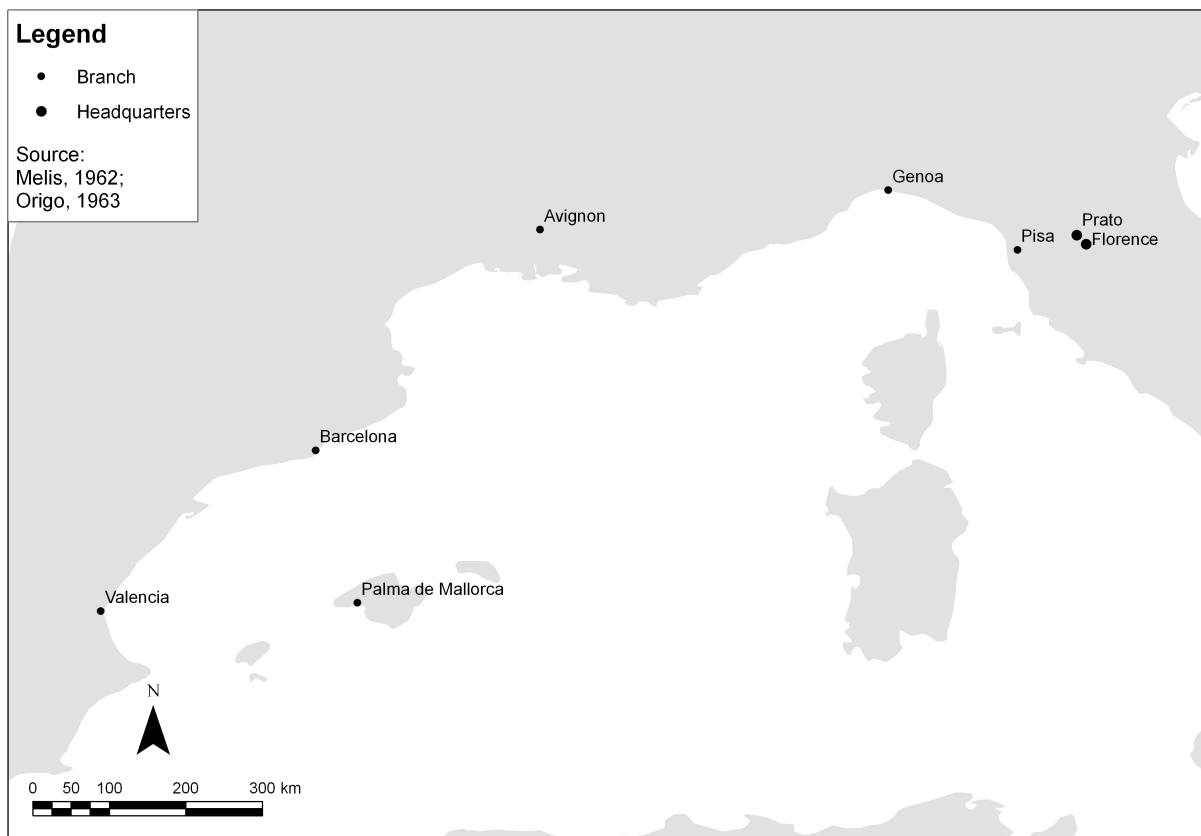 Legend
Branch
Headquarters
Source:
Melis, 1962;
Origo, 1963
Genoa
Avignon
Prato
Pisa
Florence
Barcelona
Palma de Mallorca
Valencia
N
0 50 100 200 300 km